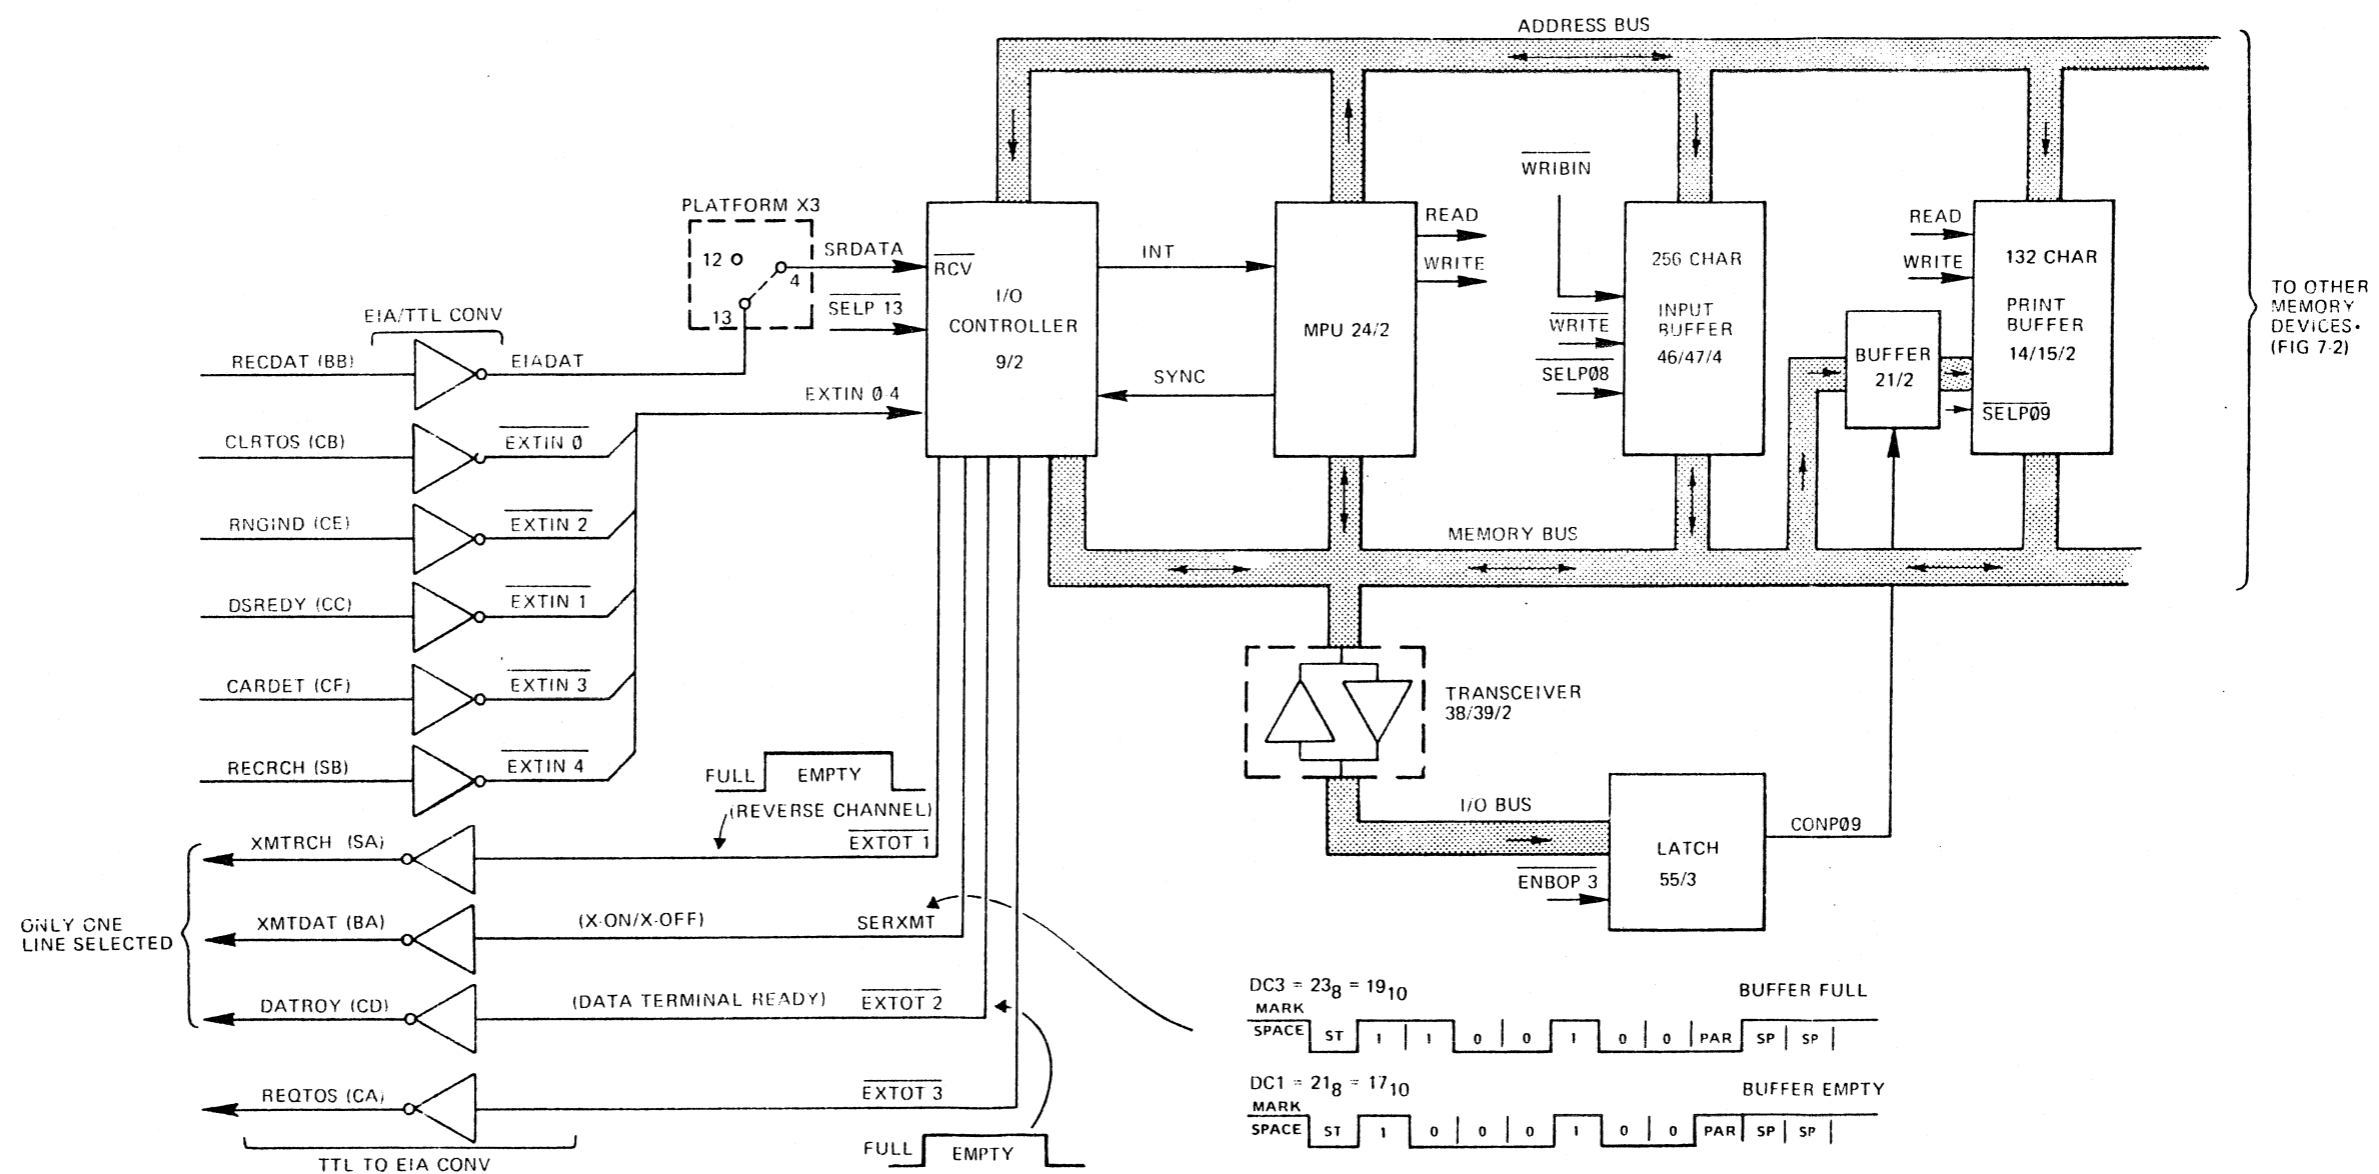 ADDRESS BUS
PLATFORM X3
12
4
13
SRDATA
SELP 13
EIA/TTL CONV
RECDAT (BB)
EIADAT
EXTIN 0-4
CLRTOS (CB)
EXTIN 0
RNGIND (CE)
EXTIN 2
DSREDY (CC)
EXTIN 1
CARDET (CF)
EXTIN 3
RECRCH (SB)
EXTIN 4
RCV
I/O
CONTROLLER
9/2
INT
SYNC
MPU 24/2
READ
WRITE
WRIBIN
WRITE
SELP08
256 CHAR
INPUT
BUFFER
46/47/4
READ
WRITE
BUFFER
21/2
SELP09
132 CHAR
PRINT
BUFFER
14/15/2
TO OTHER
MEMORY
DEVICES.
(FIG 7-2)
MEMORY BUS
TRANSCEIVER
38/39/2
I/O BUS
ENBOP 3
LATCH
55/3
CONP09
FULL
EMPTY
(REVERSE CHANNEL)
XMTRCH (SA)
EXTOT 1
ONLY ONE
LINE SELECTED
XMTDAT (BA)
(X-ON/X-OFF)
SERXMT
DATROY (CD)
(DATA TERMINAL READY)
EXTOT 2
REQTOS (CA)
EXTOT 3
TTL TO EIA CONV
FULL
EMPTY
DC3 = 23₈ = 19₁₀
BUFFER FULL
MARK
SPACE ST 1 1 0 0 1 0 0 PAR SP SP
DC1 = 21₈ = 17₁₀
BUFFER EMPTY
MARK
SPACE ST 1 0 0 0 1 0 0 PAR SP SP